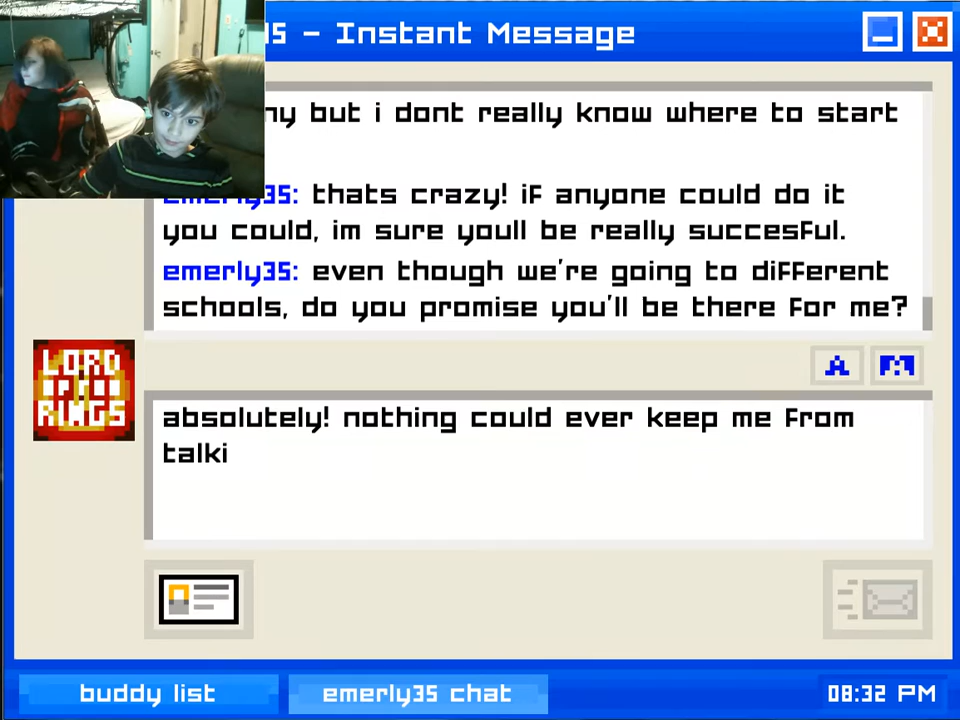 5 – Instant Message
ny but i dont really know where to start
emerly35: thats crazy! if anyone could do it
you could, im sure youll be really succesful.
emerly35: even though we're going to different
schools, do you promise you'll be there for me?
LORD
RINGS
absolutely! nothing could ever keep me from
talki
buddy list
emerly35 chat
08:32 PM